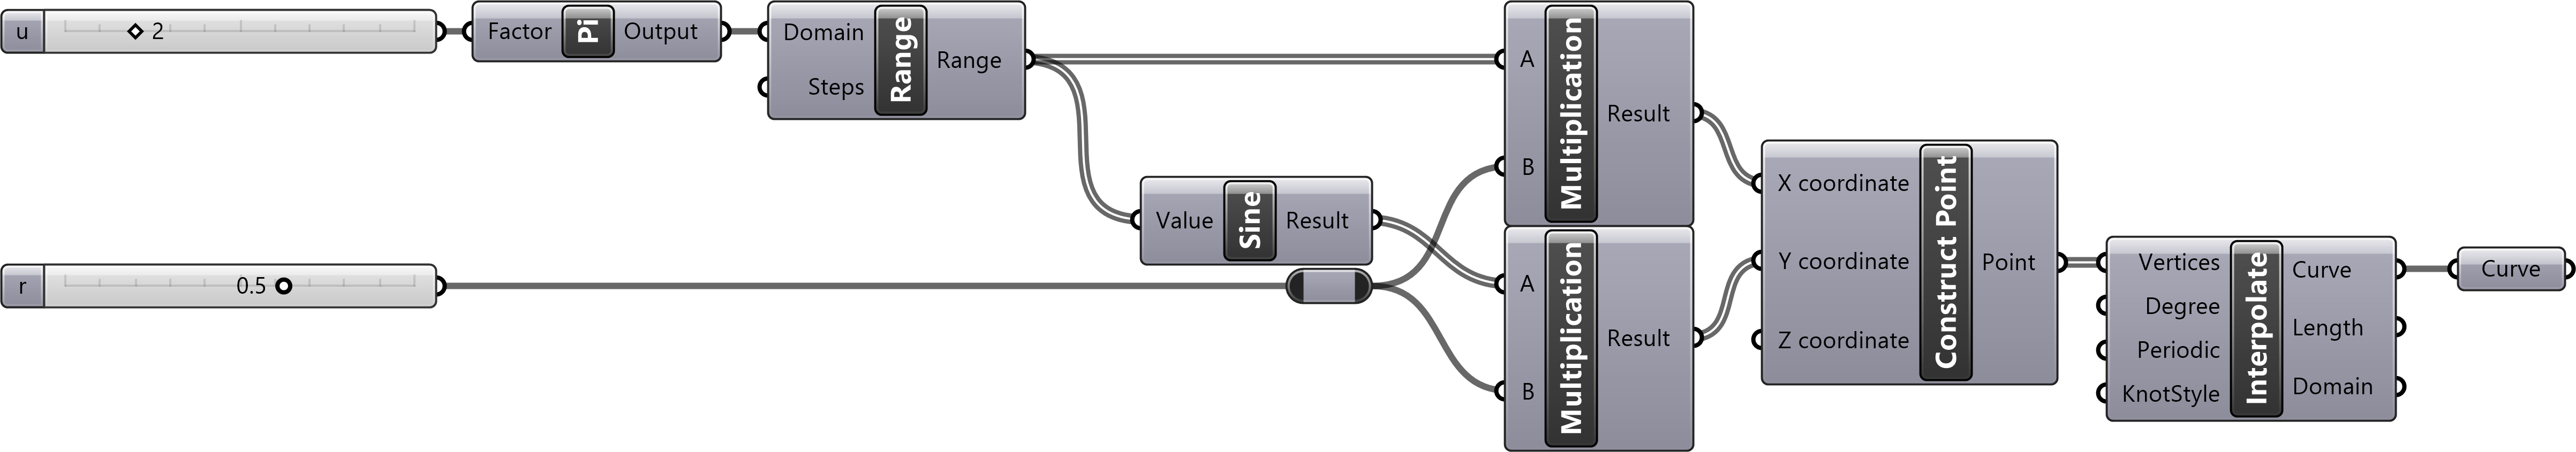 u
2
Factor
Pi
Output
Domain
Steps
Range
Range
A
B
Multiplication
Result
Value
Sine
Result
r
0.5
A
B
Multiplication
Result
X coordinate
Y coordinate
Z coordinate
Construct Point
Point
Vertices
Degree
Periodic
KnotStyle
Interpolate
Curve
Length
Domain
Curve